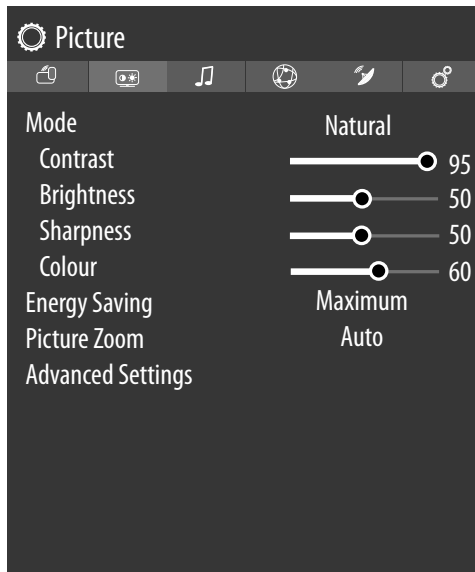 Picture
Mode Natural
Contrast 95
Brightness 50
Sharpness 50
Colour 60
Energy Saving Maximum
Picture Zoom Auto
Advanced Settings